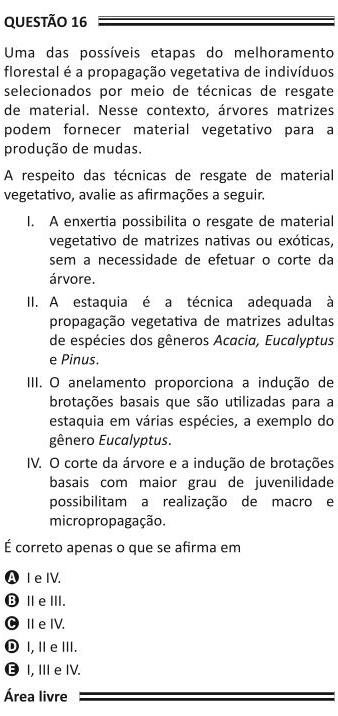 QUESTÃO 16
Uma das possíveis etapas do melhoramento
florestal é a propagação vegetativa de indivíduos
selecionados por meio de técnicas de resgate
de material. Nesse contexto, árvores matrizes
podem fornecer material vegetativo para a
produção de mudas.
A respeito das técnicas de resgate de material
vegetativo, avalie as afirmações a seguir.
I. A enxertia possibilita o resgate de material
vegetativo de matrizes nativas ou exóticas,
sem a necessidade de efetuar o corte da
árvore.
II. A estaquia é a técnica adequada à
propagação vegetativa de matrizes adultas
de espécies dos gêneros Acacia, Eucalyptus
e Pinus.
III. O anelamento proporciona a indução de
brotações basais que são utilizadas para a
estaquia em várias espécies, a exemplo do
gênero Eucalyptus.
IV. O corte da árvore e a indução de brotações
basais com maior grau de juvenilidade
possibilitam a realização de macro e
micropropagação.
É correto apenas o que se afirma em
A I e IV.
B II e III.
C II e IV.
D I, II e III.
E I, III e IV.
Área livre